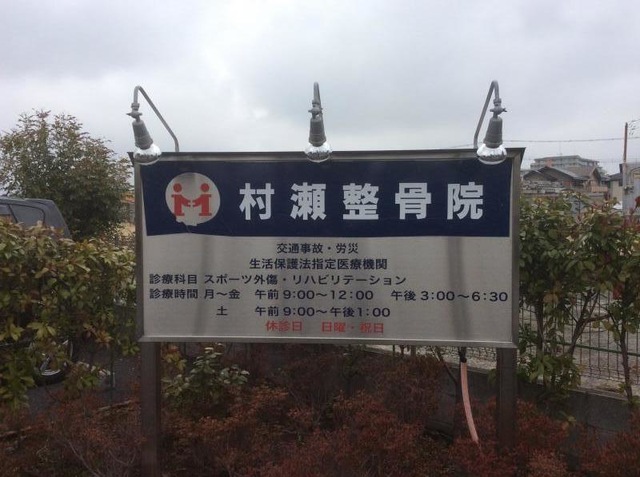 村瀬整骨院
交通事故・労災
生活保護法指定医療機関
診療科目 スポーツ外傷・リハビリテーション
診療時間 月～金 午前9:00～12:00 午後3:00～6:30
土 午前9:00～午後1:00
休診日 日曜・祝日